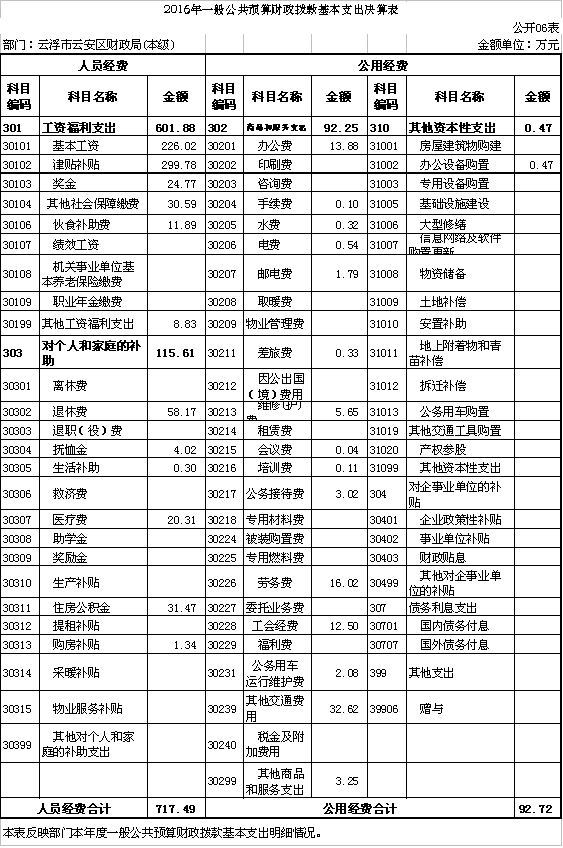 2016年一般公共预算财政拨款基本支出决算表
公开06表
部门：云浮市云安区财政局(本级) 金额单位：万元
人员经费 公用经费
科目编码 科目名称 金额 科目编码 科目名称 金额 科目编码 科目名称 金额
301 工资福利支出 601.88 302 商品和服务支出 92.25 310 其他资本性支出 0.47
30101 基本工资 226.02 30201 办公费 13.88 31001 房屋建筑物购建
30102 津贴补贴 299.78 30202 印刷费 31002 办公设备购置 0.47
30103 奖金 24.77 30203 咨询费 31003 专用设备购置
30104 其他社会保障缴费 30.59 30204 手续费 0.10 31005 基础设施建设
30106 伙食补助费 11.89 30205 水费 0.32 31006 大型修缮
30107 绩效工资 30206 电费 0.54 31007 信息网络及软件购置更新
30108 机关事业单位基本养老保险缴费 30207 邮电费 1.79 31008 物资储备
30109 职业年金缴费 30208 取暖费 31009 土地补偿
30199 其他工资福利支出 8.83 30209 物业管理费 31010 安置补助
303 对个人和家庭的补助 115.61 30211 差旅费 0.33 31011 地上附着物和青苗补偿
30301 离休费 30212 因公出国（境）费用 31012 拆迁补偿
30302 退休费 58.17 30213 维修(护)费 5.65 31013 公务用车购置
30303 退职（役）费 30214 租赁费 31019 其他交通工具购置
30304 抚恤金 4.02 30215 会议费 0.04 31020 产权参股
30305 生活补助 0.30 30216 培训费 0.11 31099 其他资本性支出
30306 救济费 30217 公务接待费 3.02 304 对企事业单位的补贴
30307 医疗费 20.31 30218 专用材料费 30401 企业政策性补贴
30308 助学金 30224 被装购置费 30402 事业单位补贴
30309 奖励金 30225 专用燃料费 30403 财政贴息
30310 生产补贴 30226 劳务费 16.02 30499 其他对企事业单位的补贴
30311 住房公积金 31.47 30227 委托业务费 307 债务利息支出
30312 提租补贴 30228 工会经费 12.50 30701 国内债务付息
30313 购房补贴 1.34 30229 福利费 30707 国外债务付息
30314 采暖补贴 30231 公务用车运行维护费 2.08 399 其他支出
30315 物业服务补贴 30239 其他交通费用 32.62 39906 赠与
30399 其他对个人和家庭的补助支出 30240 税金及附加费用
30299 其他商品和服务支出 3.25
人员经费合计 717.49 公用经费合计 92.72
本表反映部门本年度一般公共预算财政拨款基本支出明细情况。